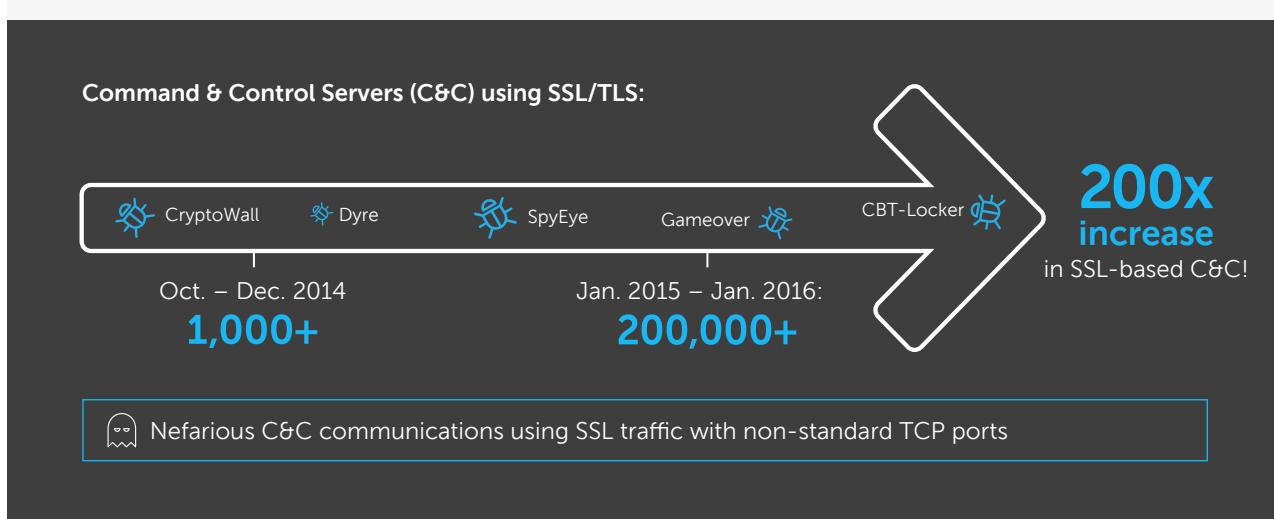 Command & Control Servers (C&C) using SSL/TLS:
CryptoWall
Dyre
SpyEye
Gameover
CBT-Locker
200x
increase
in SSL-based C&C!
Oct. – Dec. 2014
1,000+
Jan. 2015 – Jan. 2016:
200,000+
Nefarious C&C communications using SSL traffic with non-standard TCP ports